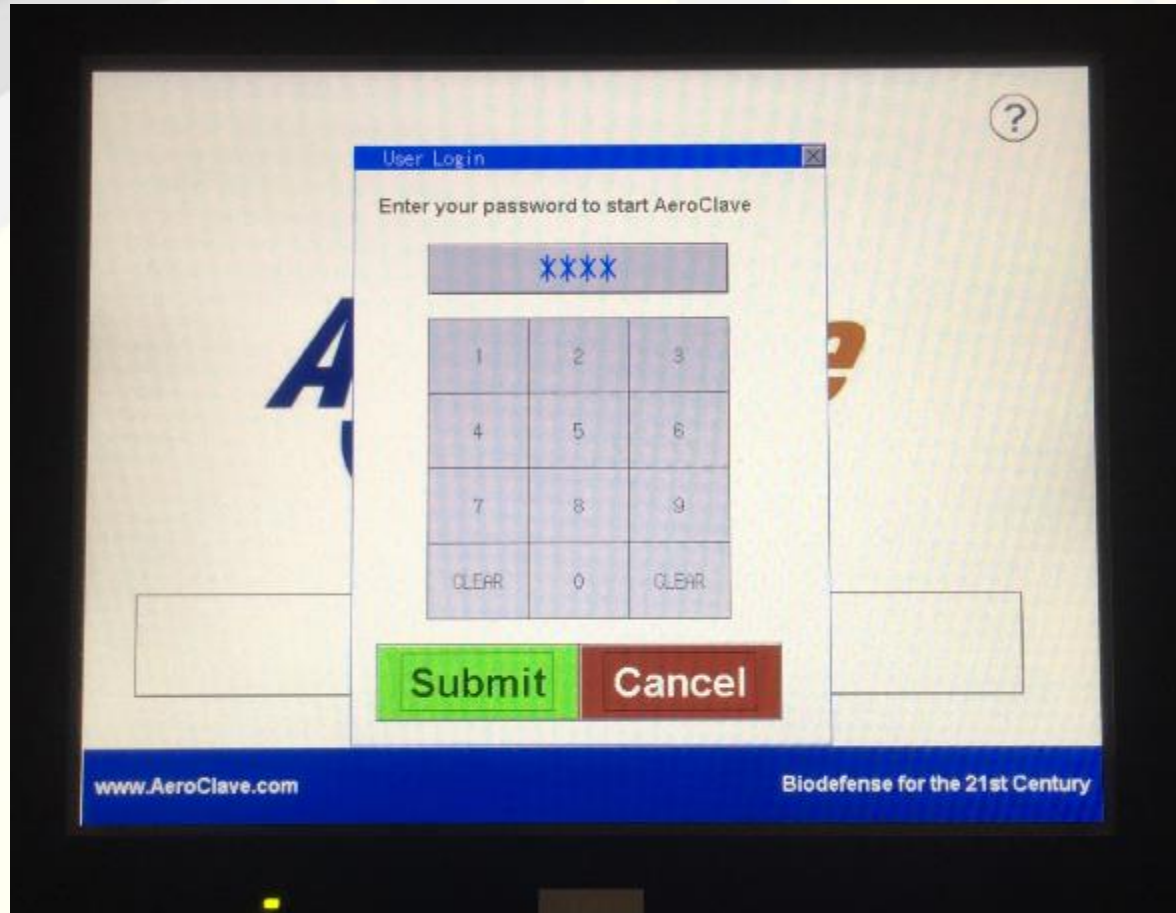 ?
User Login
Enter your password to start AeroClave
****
1 2 3
4 5 6
7 8 9
CLEAR 0 CLEAR
Submit Cancel
www.AeroClave.com Biodefense for the 21st Century